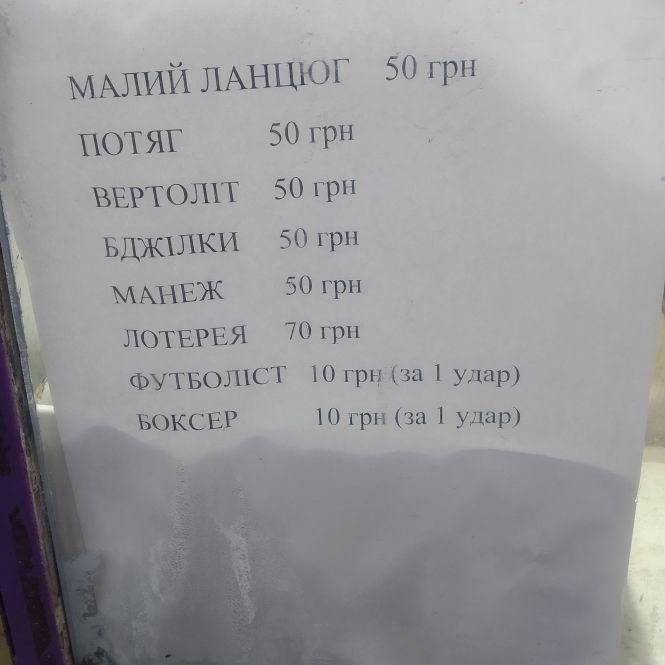 МАЛИЙ ЛАНЦЮГ 50 грн
ПОТЯГ 50 грн
ВЕРТОЛІТ 50 грн
БДЖІЛКИ 50 грн
МАНЕЖ 50 грн
ЛОТЕРЕЯ 70 грн
ФУТБОЛІСТ 10 грн (за 1 удар)
БОКСЕР 10 грн (за 1 удар)